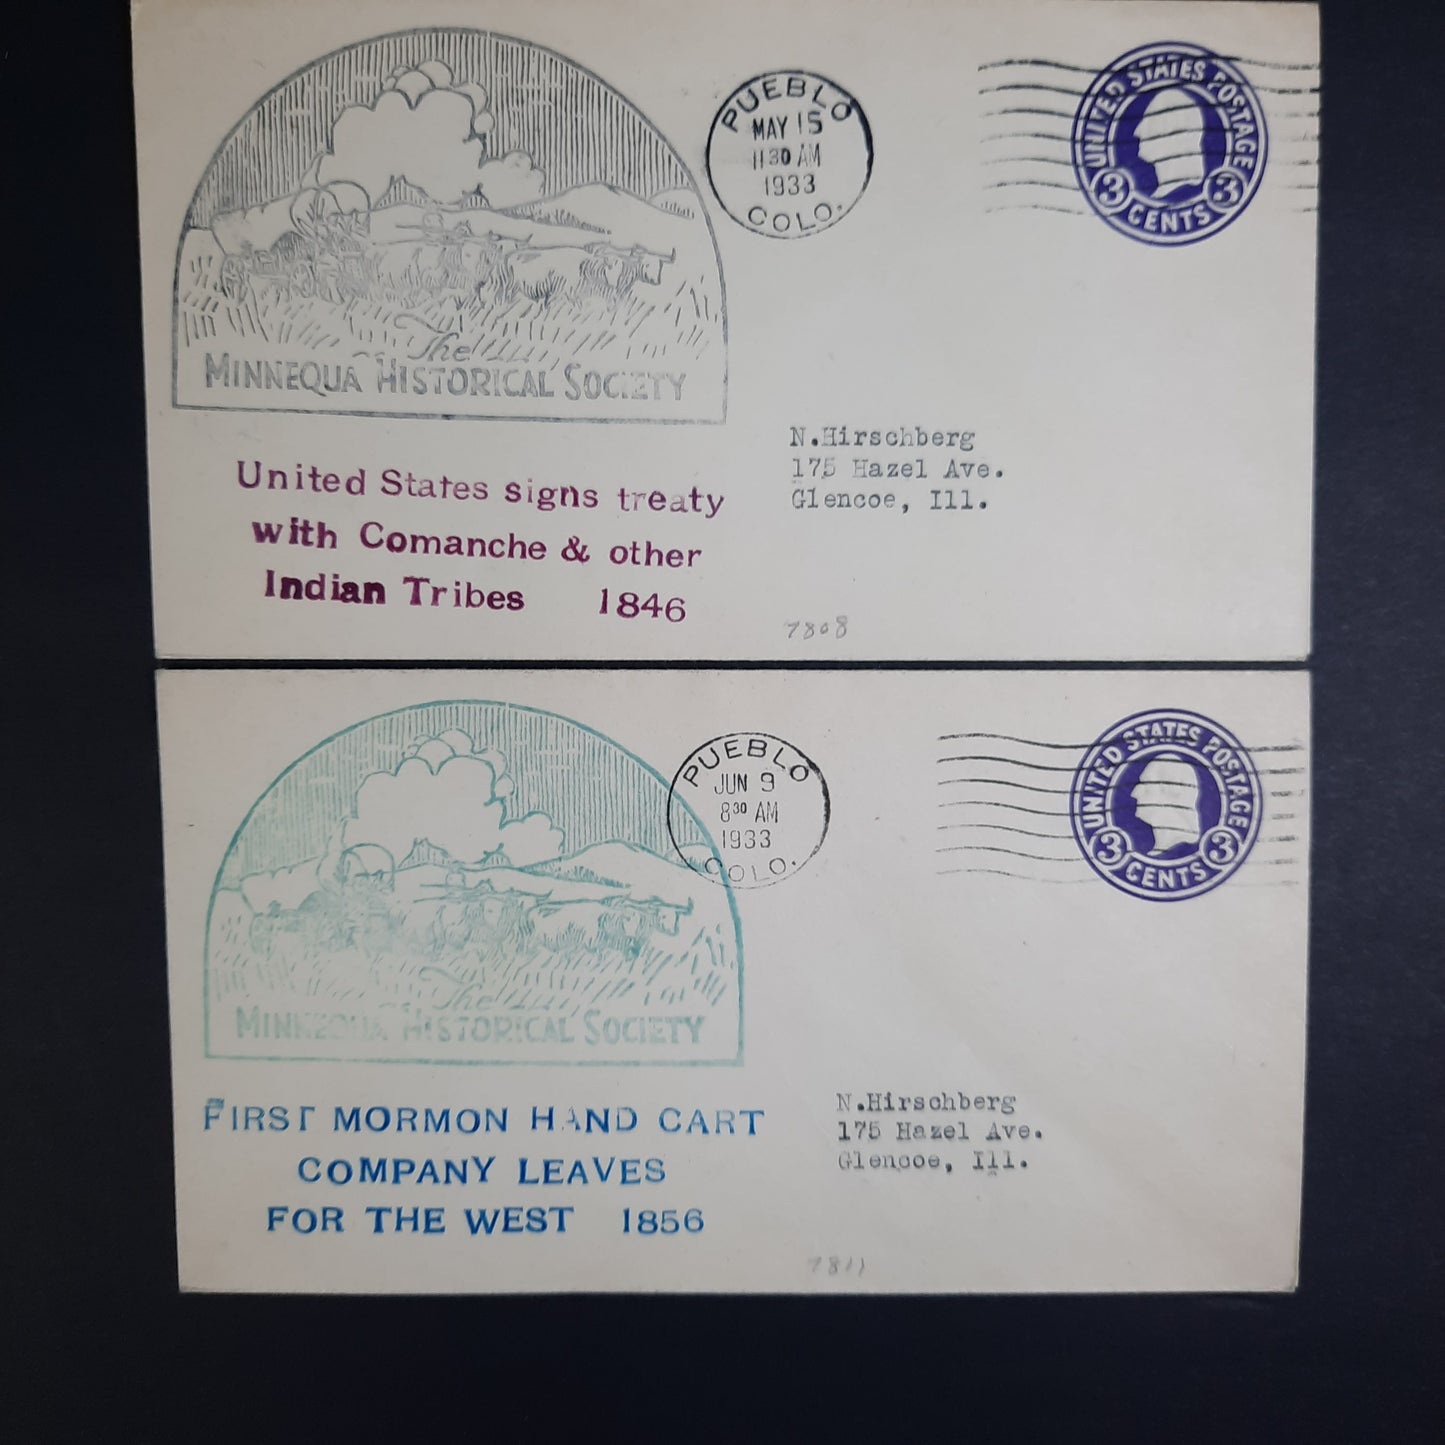 PUEBLO
MAY 15
11 30 AM
1933
COLO.
UNITED STATES POSTAGE
3 CENTS 3
The
MINNEQUA HISTORICAL SOCIETY
United States signs treaty
with Comanche & other
Indian Tribes 1846
N.Hirschberg
175 Hazel Ave.
Glencoe, Ill.
7808
PUEBLO
JUN 9
8 30 AM
1933
COLO.
UNITED STATES POSTAGE
3 CENTS 3
The
MINNEQUA HISTORICAL SOCIETY
FIRST MORMON HAND CART
COMPANY LEAVES
FOR THE WEST 1856
N.Hirschberg
175 Hazel Ave.
Glencoe, Ill.
7811